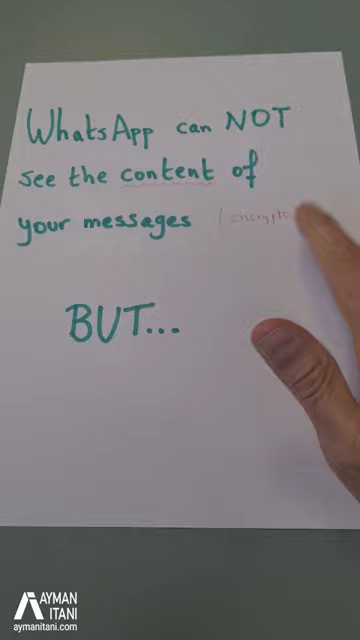 WhatsApp can NOT
see the content of
your messages
BUT...
AYMAN
ITANI
aymanitani.com